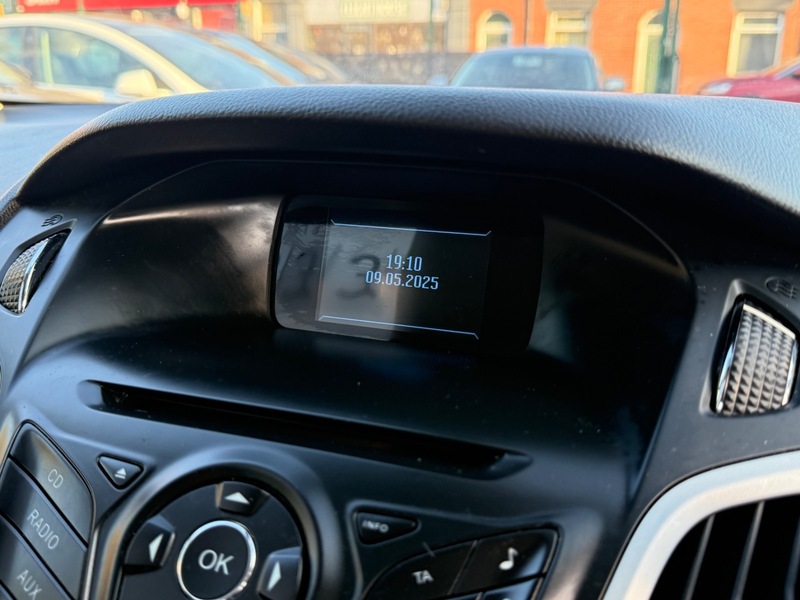 19:10
09.05.2025
CD
RADIO
AUX
OK
INFO
TA